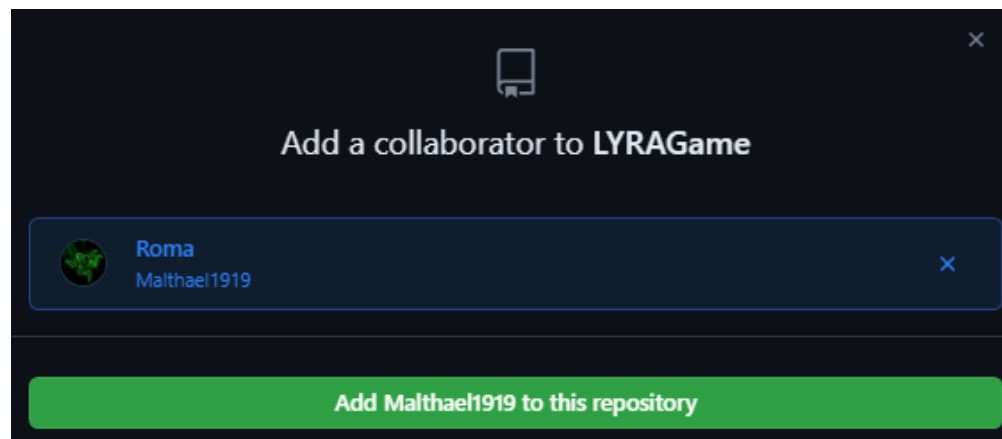 Add a collaborator to LYRAGame
Roma
Malthael1919
Add Malthael1919 to this repository